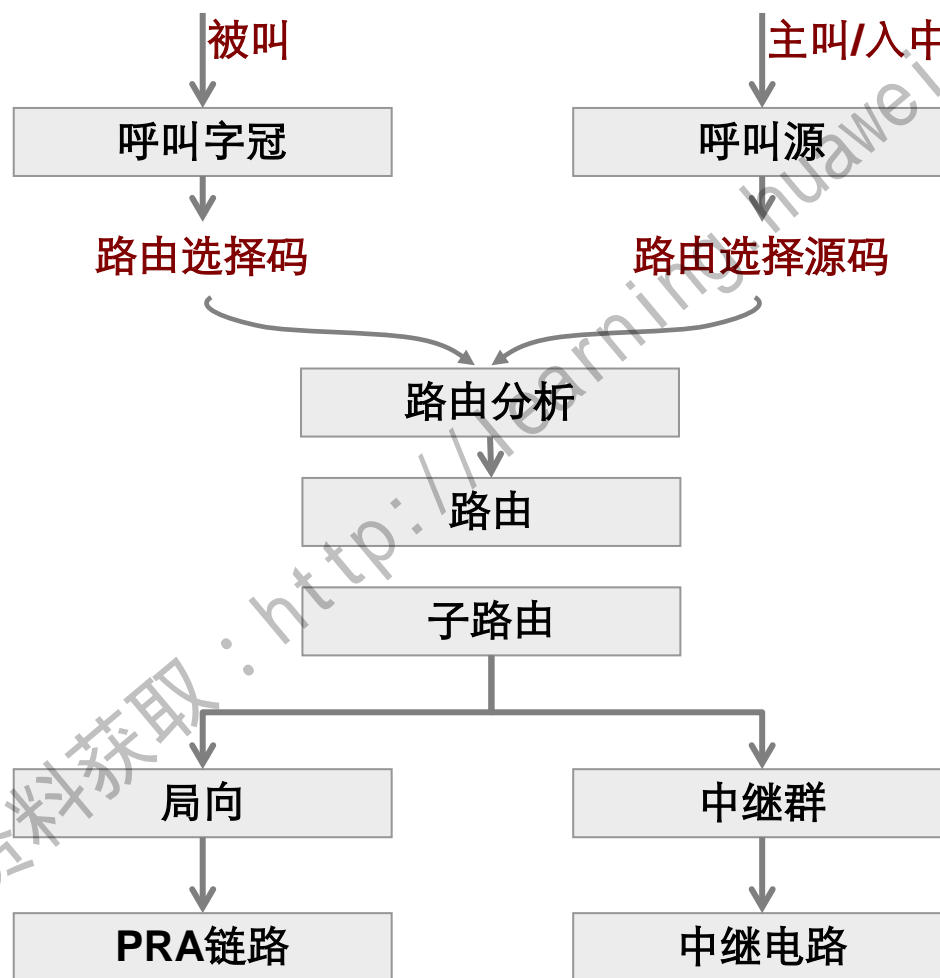 被叫
主叫/入中
呼叫字冠
呼叫源
路由选择码
路由选择源码
路由分析
路由
子路由
局向
中继群
PRA链路
中继电路
资料获取：http://learning.huawei